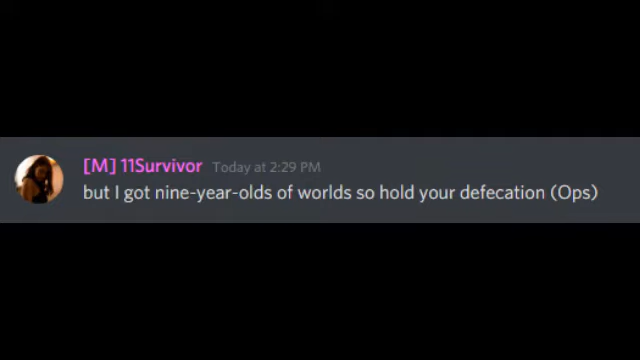 [M] 11Survivor Today at 2:29 PM
but I got nine-year-olds of worlds so hold your defecation (Ops)